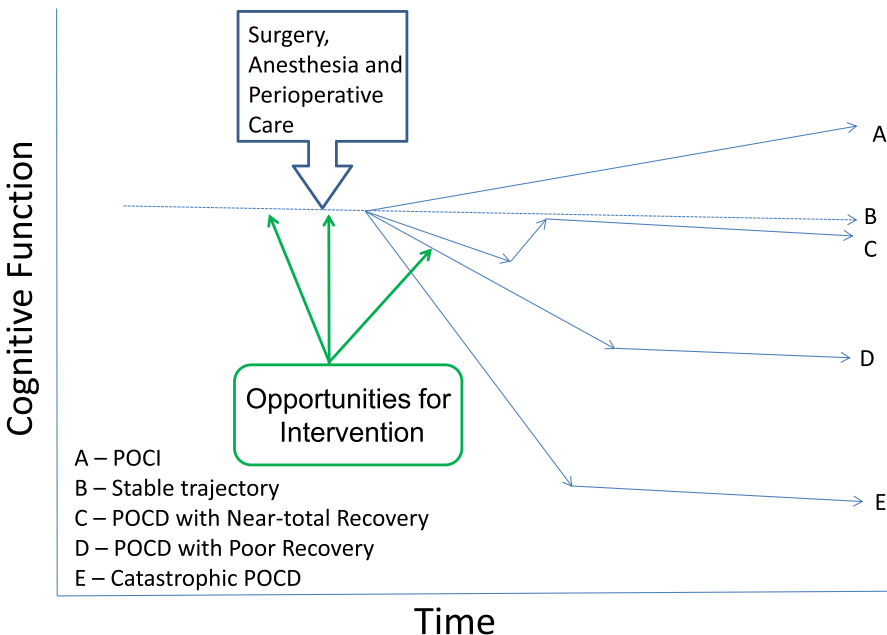 Surgery,
Anesthesia and
Perioperative
Care
A
B
C
D
E
Cognitive Function
Opportunities for
Intervention
A – POCI
B – Stable trajectory
C – POCD with Near-total Recovery
D – POCD with Poor Recovery
E – Catastrophic POCD
Time